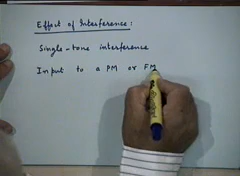 Effect of Interference :
Single-tone interference
Input to a PM or FM